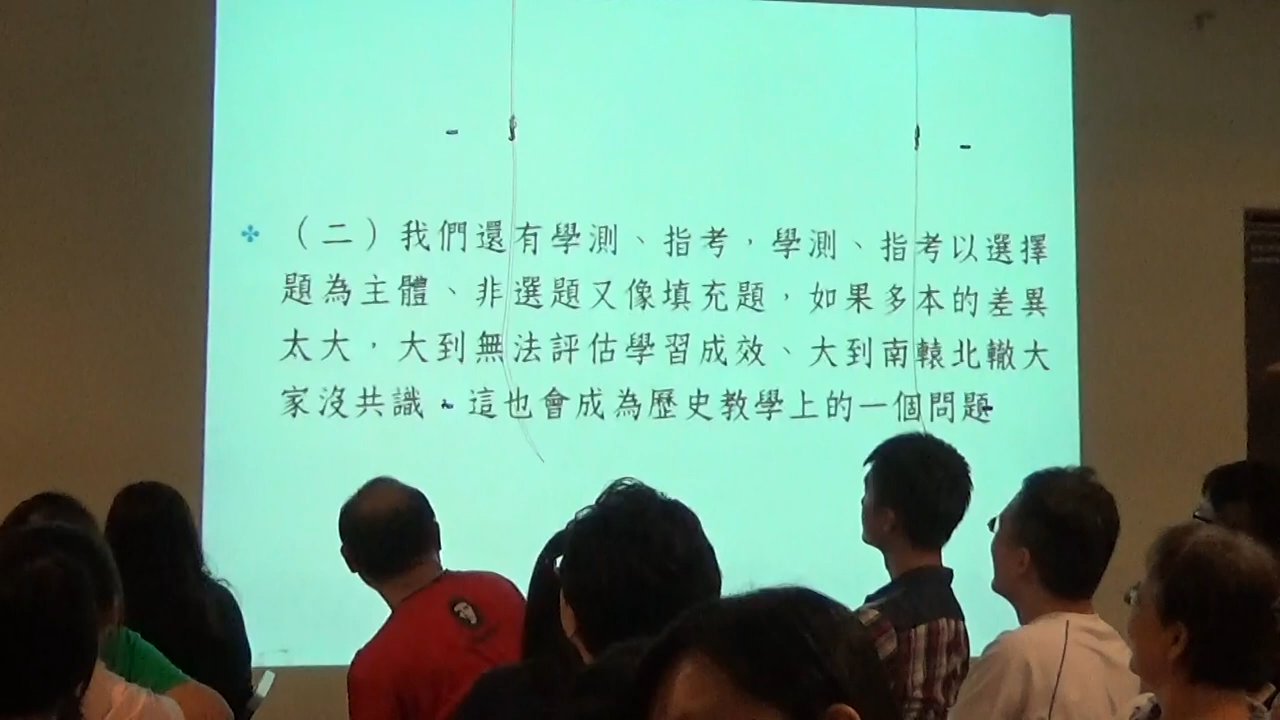 （二）我們還有學測、指考，學測、指考以選擇
題為主體、非選題又像填充題，如果多本的差異
太大，大到無法評估學習成效、大到南轅北轍大
家沒共識。這也會成為歷史教學上的一個問題